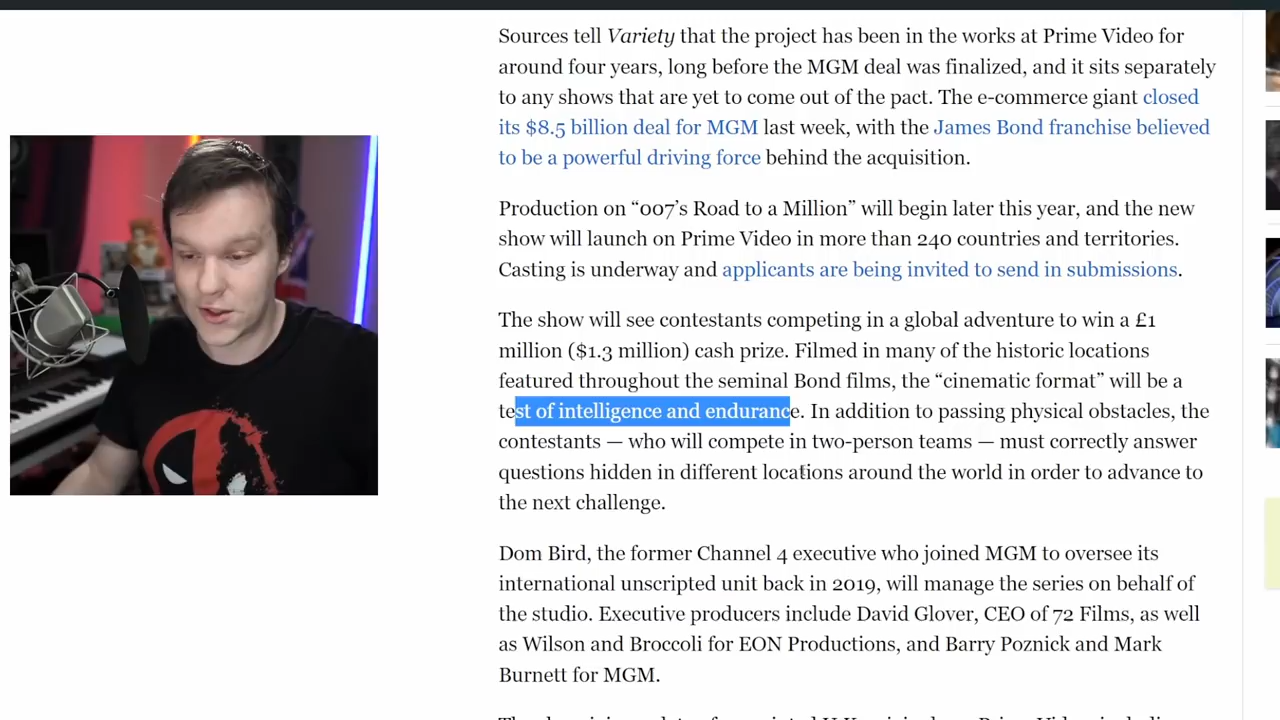 Sources tell Variety that the project has been in the works at Prime Video for
around four years, long before the MGM deal was finalized, and it sits separately
to any shows that are yet to come out of the pact. The e-commerce giant closed
its $8.5 billion deal for MGM last week, with the James Bond franchise believed
to be a powerful driving force behind the acquisition.
Production on “007’s Road to a Million” will begin later this year, and the new
show will launch on Prime Video in more than 240 countries and territories.
Casting is underway and applicants are being invited to send in submissions.
The show will see contestants competing in a global adventure to win a £1
million ($1.3 million) cash prize. Filmed in many of the historic locations
featured throughout the seminal Bond films, the “cinematic format” will be a
test of intelligence and endurance. In addition to passing physical obstacles, the
contestants — who will compete in two-person teams — must correctly answer
questions hidden in different locations around the world in order to advance to
the next challenge.
Dom Bird, the former Channel 4 executive who joined MGM to oversee its
international unscripted unit back in 2019, will manage the series on behalf of
the studio. Executive producers include David Glover, CEO of 72 Films, as well
as Wilson and Broccoli for EON Productions, and Barry Poznick and Mark
Burnett for MGM.